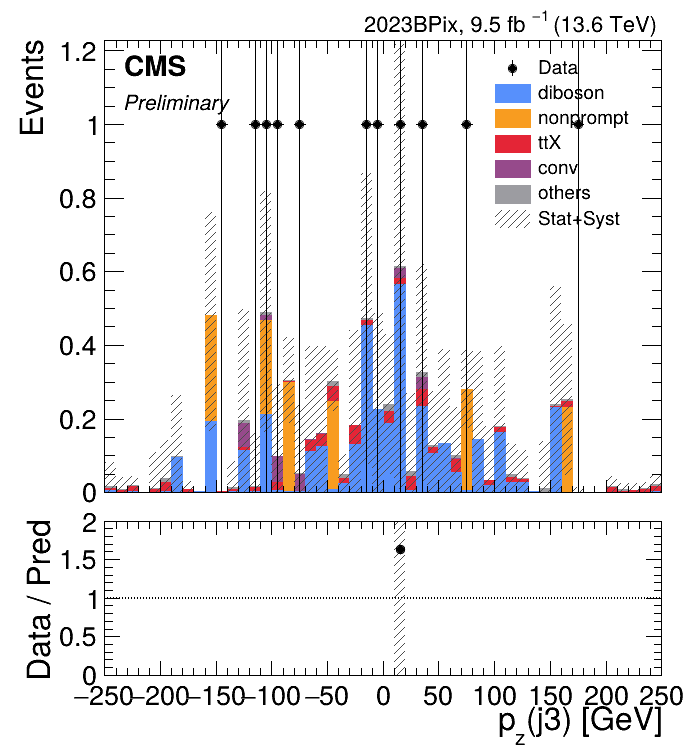 2023BPix, 9.5 fb⁻¹ (13.6 TeV)
CMS
Preliminary
Events
1.2
1
0.8
0.6
0.4
0.2
0
Data
diboson
nonprompt
ttX
conv
others
Stat+Syst
Data / Pred
2
1.5
1
0.5
0
−250 −200 −150 −100 −50 0 50 100 150 200 250
p_z(j3) [GeV]